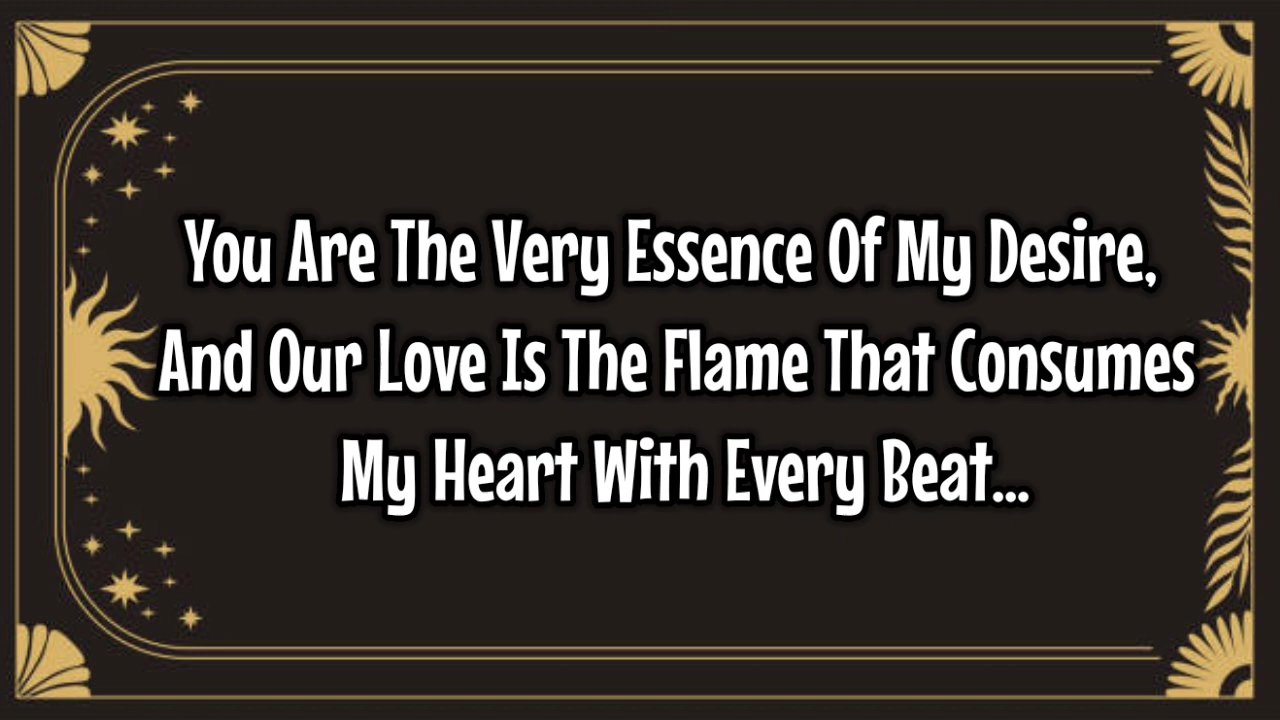 You Are The Very Essence Of My Desire,
And Our Love Is The Flame That Consumes
My Heart With Every Beat...